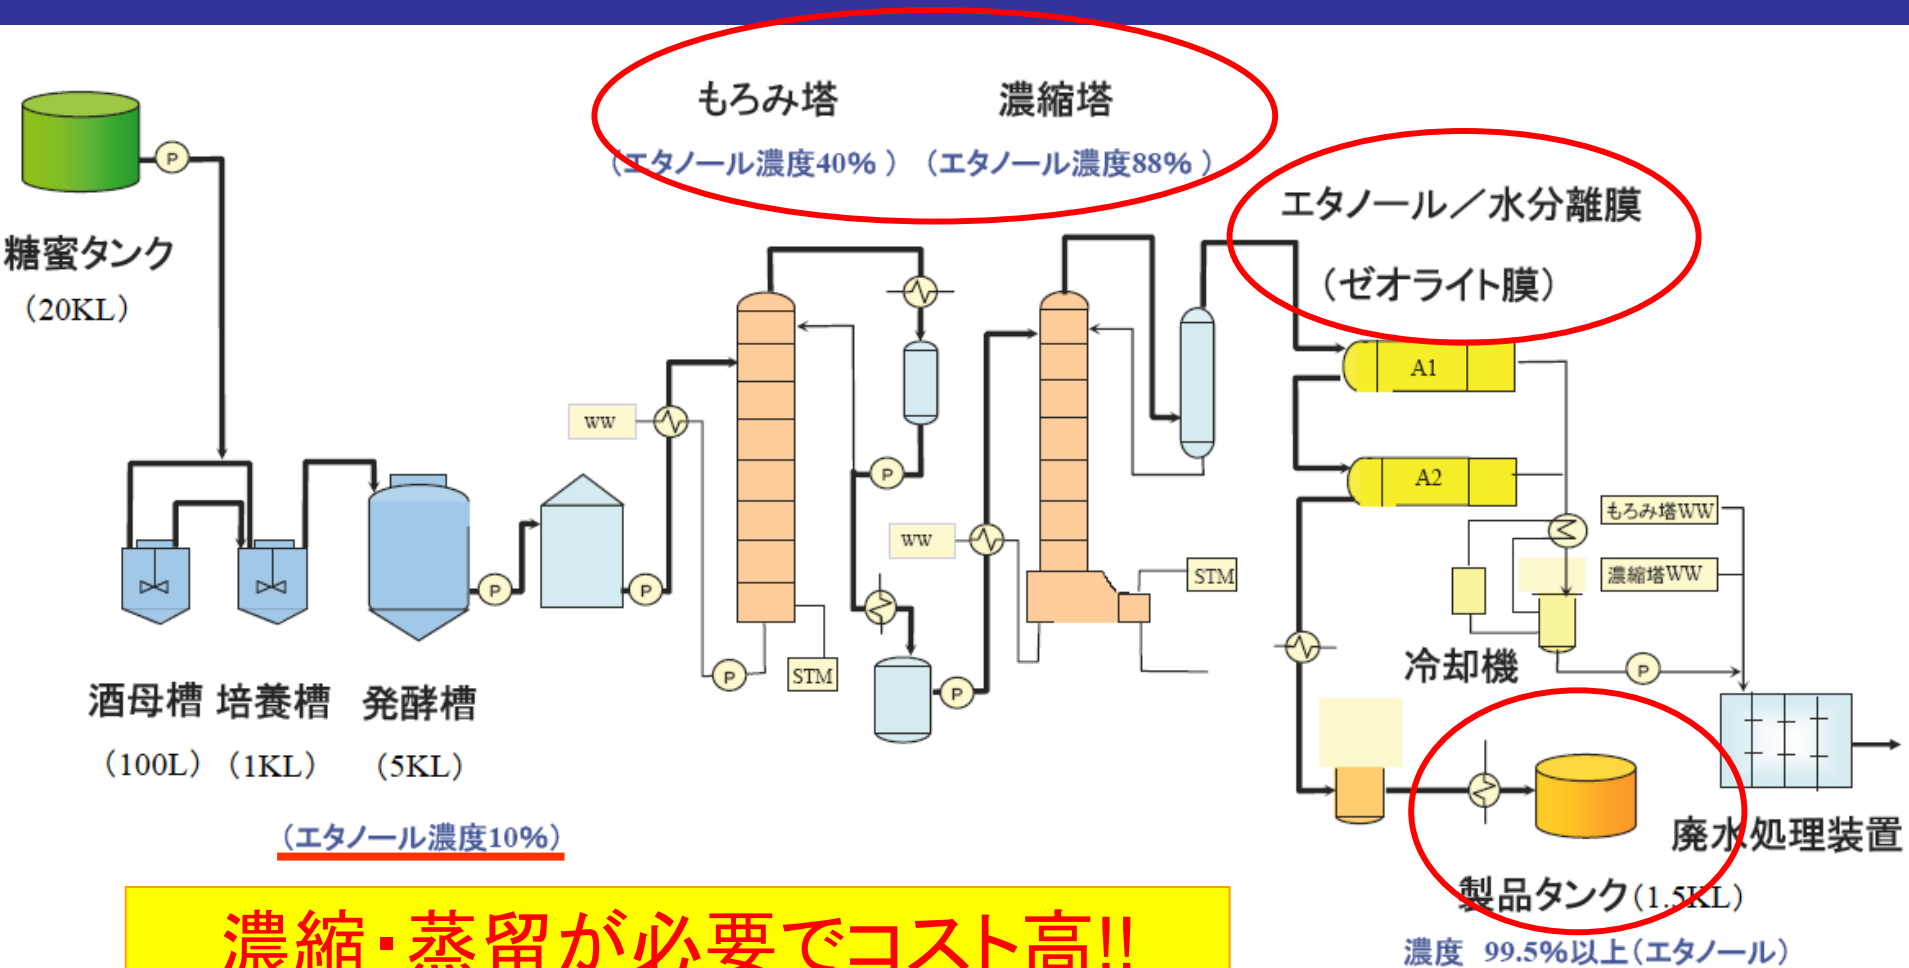 もろみ塔
濃縮塔
（エタノール濃度40%）
（エタノール濃度88%）
エタノール／水分離膜
（ゼオライト膜）
P
糖蜜タンク
（20KL）
A1
A2
WW
P
WW
もろみ塔WW
濃縮塔WW
STM
P
P
P
STM
P
冷却機
P
酒母槽
培養槽
発酵槽
（100L）
（1KL）
（5KL）
（エタノール濃度10%）
廃水処理装置
製品タンク（1.5KL）
濃度 99.5%以上（エタノール）
濃縮・蒸留が必要でコスト高!!